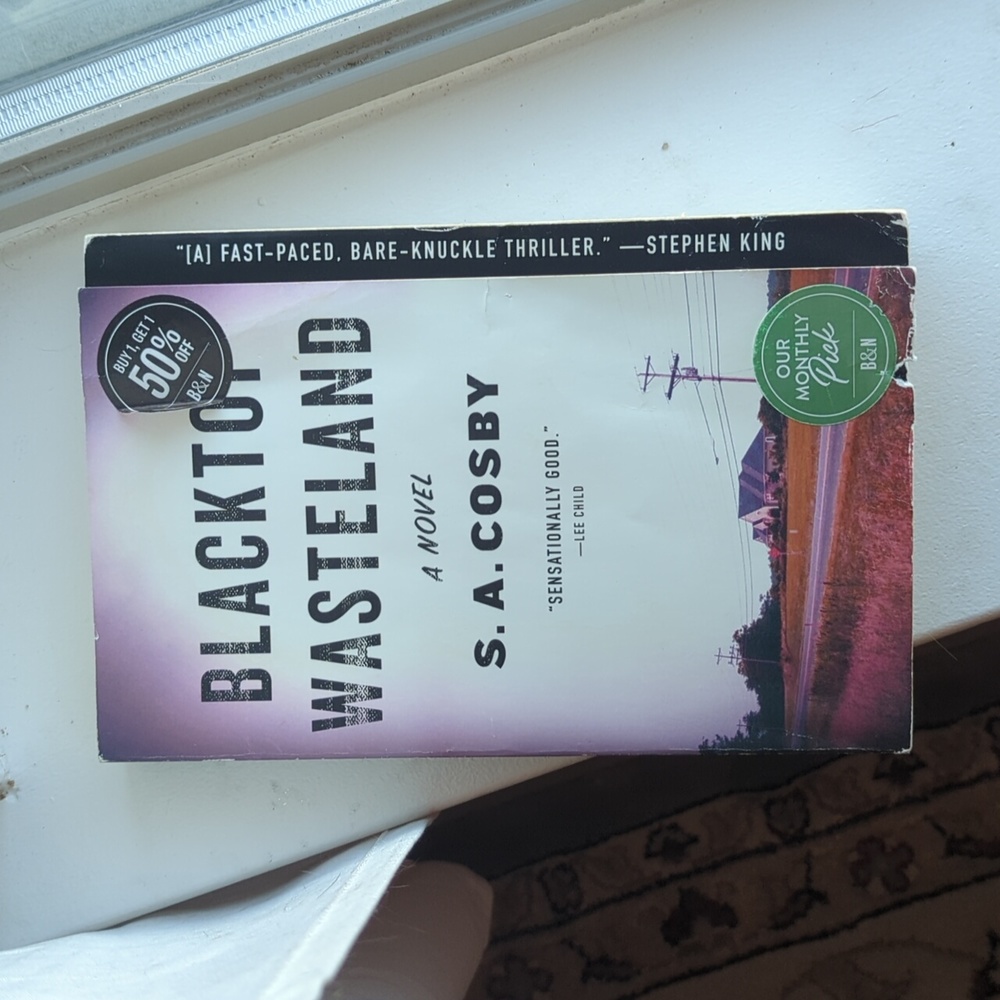 "[A] FAST-PACED, BARE-KNUCKLE THRILLER." —STEPHEN KING
BUY 1, GET 1
50%
OFF
B&N
BLACKTOP
WASTELAND
A NOVEL
S. A. COSBY
"SENSATIONALLY GOOD."
—LEE CHILD
OUR
MONTHLY
Pick
B&N